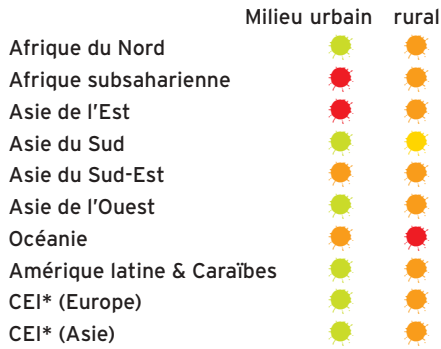 Milieu urbain rural
Afrique du Nord
Afrique subsaharienne
Asie de l'Est
Asie du Sud
Asie du Sud-Est
Asie de l'Ouest
Océanie
Amérique latine & Caraïbes
CEI* (Europe)
CEI* (Asie)